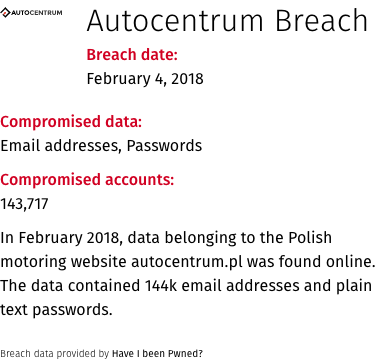 AUTOCENTRUM
Autocentrum Breach
Breach date:
February 4, 2018
Compromised data:
Email addresses, Passwords
Compromised accounts:
143,717
In February 2018, data belonging to the Polish
motoring website autocentrum.pl was found online.
The data contained 144k email addresses and plain
text passwords.
Breach data provided by Have I been Pwned?